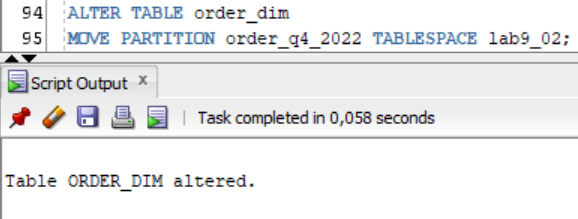 94 ALTER TABLE order_dim
95 MOVE PARTITION order_q4_2022 TABLESPACE lab9_02;
Script Output x
Task completed in 0,058 seconds
Table ORDER_DIM altered.